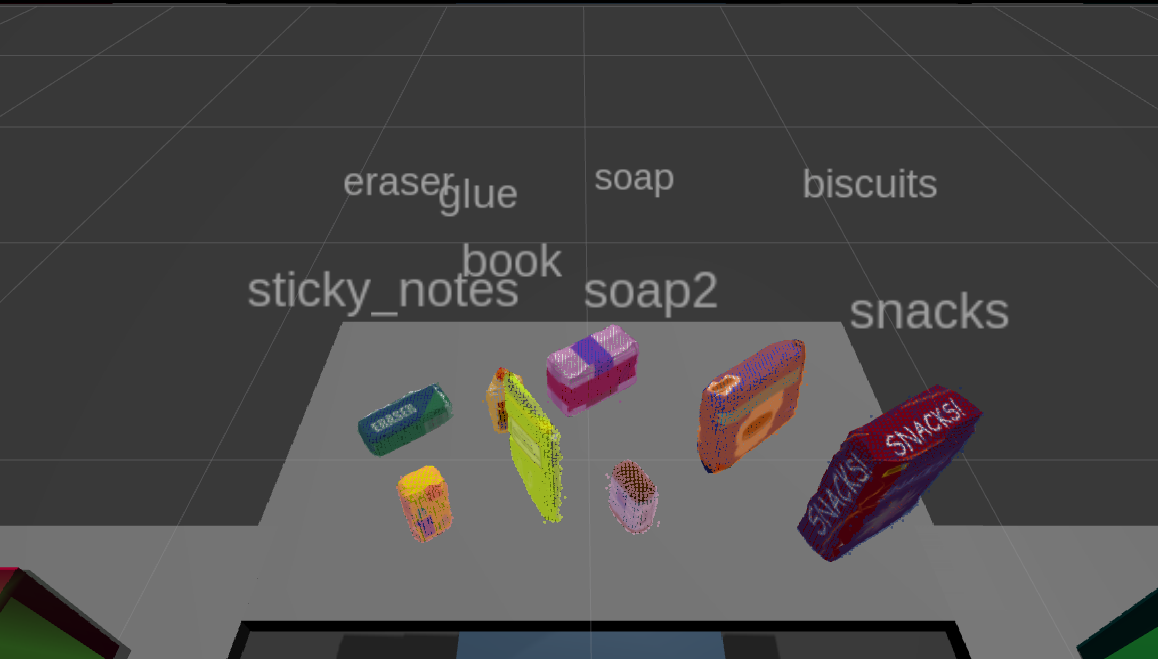 soap
eraser
biscuits
glue
book
sticky_notes
soap2
snacks
SNACKS!
ERASER
SNACKS!